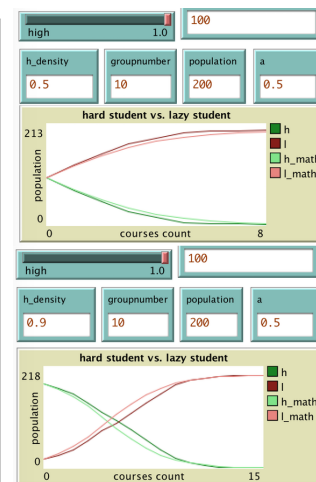 high 1.0
100
h_density groupnumber population a
0.5 10 200 0.5
hard student vs. lazy student
213
population
0
0 courses count 8
h
l
h_math
l_math
high 1.0
100
h_density groupnumber population a
0.9 10 200 0.5
hard student vs. lazy student
218
population
0
0 courses count 15
h
l
h_math
l_math